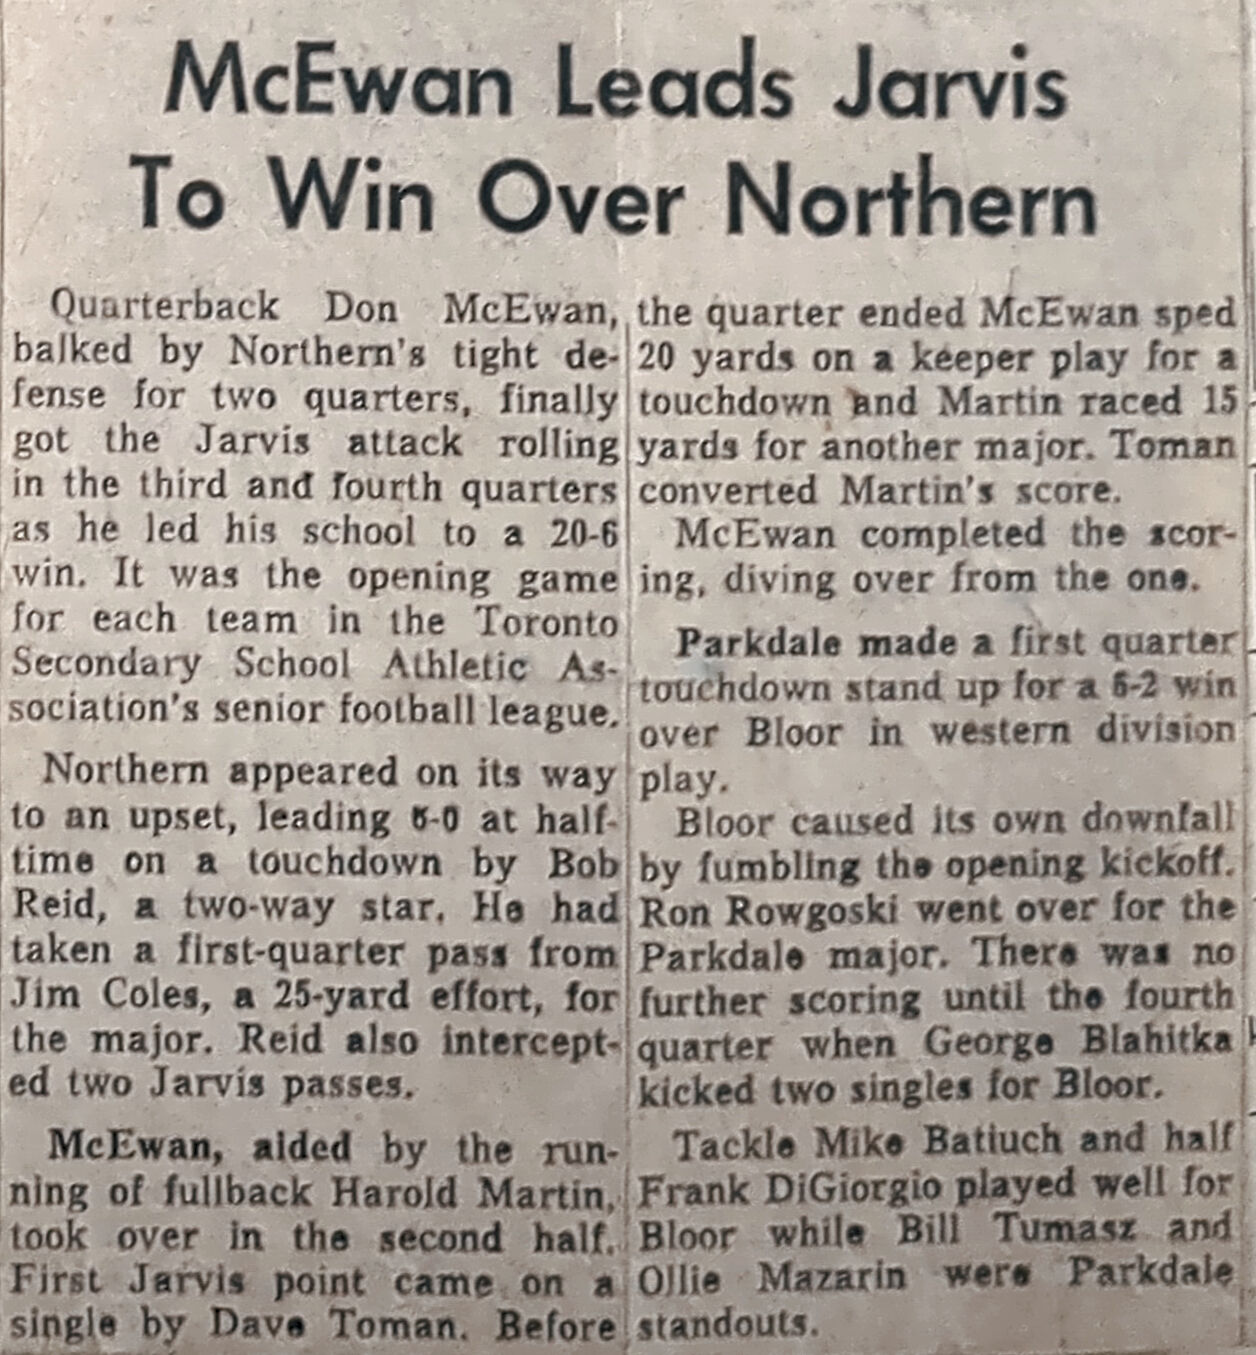 McEwan Leads Jarvis
To Win Over Northern
Quarterback Don McEwan,
balked by Northern's tight de-
fense for two quarters, finally
got the Jarvis attack rolling
in the third and fourth quarters
as he led his school to a 20-6
win. It was the opening game
for each team in the Toronto
Secondary School Athletic As-
sociation's senior football league.
Northern appeared on its way
to an upset, leading 6-0 at half-
time on a touchdown by Bob
Reid, a two-way star. He had
taken a first-quarter pass from
Jim Coles, a 25-yard effort, for
the major. Reid also intercept-
ed two Jarvis passes.
McEwan, aided by the run-
ning of fullback Harold Martin,
took over in the second half.
First Jarvis point came on a
single by Dave Toman. Before
the quarter ended McEwan sped
20 yards on a keeper play for a
touchdown and Martin raced 15
yards for another major. Toman
converted Martin's score.
McEwan completed the scor-
ing, diving over from the one.
Parkdale made a first quarter
touchdown stand up for a 6-2 win
over Bloor in western division
play.
Bloor caused its own downfall
by fumbling the opening kickoff.
Ron Rowgoski went over for the
Parkdale major. There was no
further scoring until the fourth
quarter when George Blahitka
kicked two singles for Bloor.
Tackle Mike Batiuch and half
Frank DiGiorgio played well for
Bloor while Bill Tumasz and
Ollie Mazarin were Parkdale
standouts.